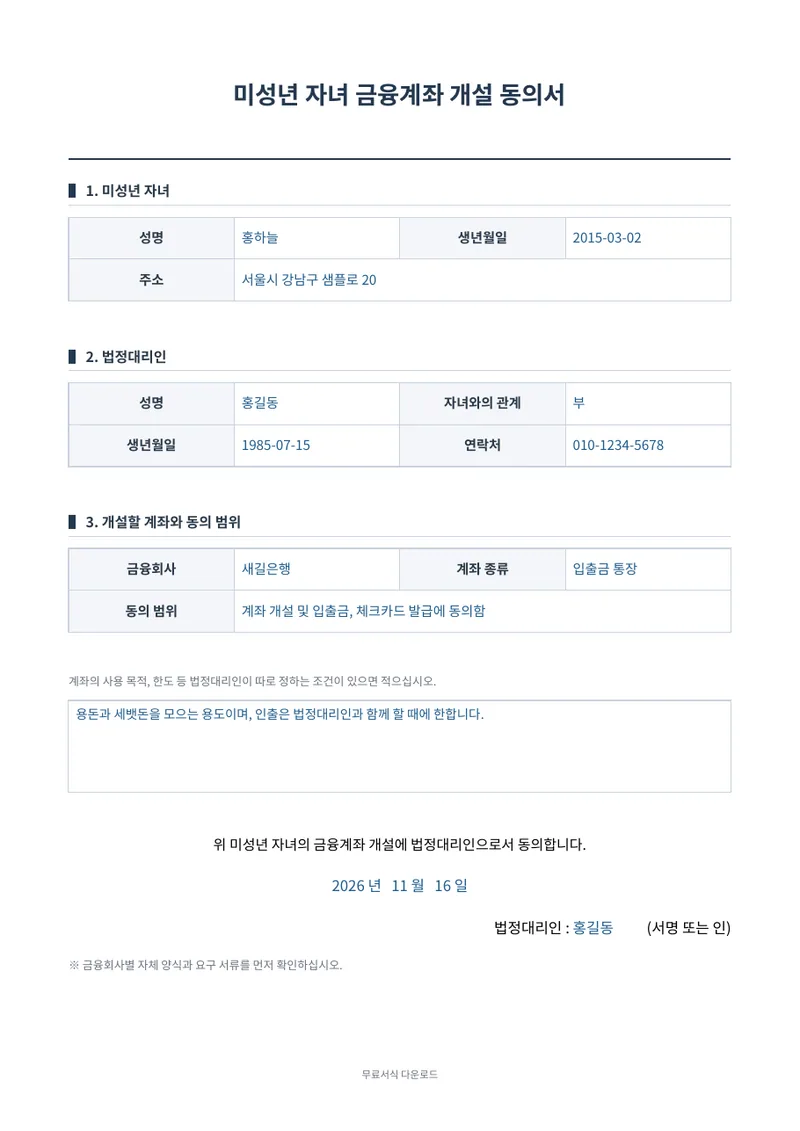 미성년 자녀 금융계좌 개설 동의서
1. 미성년 자녀
성명 홍하늘 생년월일 2015-03-02
주소 서울시 강남구 샘플로 20
2. 법정대리인
성명 홍길동 자녀와의 관계 부
생년월일 1985-07-15 연락처 010-1234-5678
3. 개설할 계좌와 동의 범위
금융회사 새길은행 계좌 종류 입출금 통장
동의 범위 계좌 개설 및 입출금, 체크카드 발급에 동의함
계좌의 사용 목적, 한도 등 법정대리인이 따로 정하는 조건이 있으면 적으십시오.
용돈과 세뱃돈을 모으는 용도이며, 인출은 법정대리인과 함께 할 때에 한합니다.
위 미성년 자녀의 금융계좌 개설에 법정대리인으로서 동의합니다.
2026 년 11 월 16 일
법정대리인 : 홍길동 (서명 또는 인)
※ 금융회사별 자체 양식과 요구 서류를 먼저 확인하십시오.
무료서식 다운로드